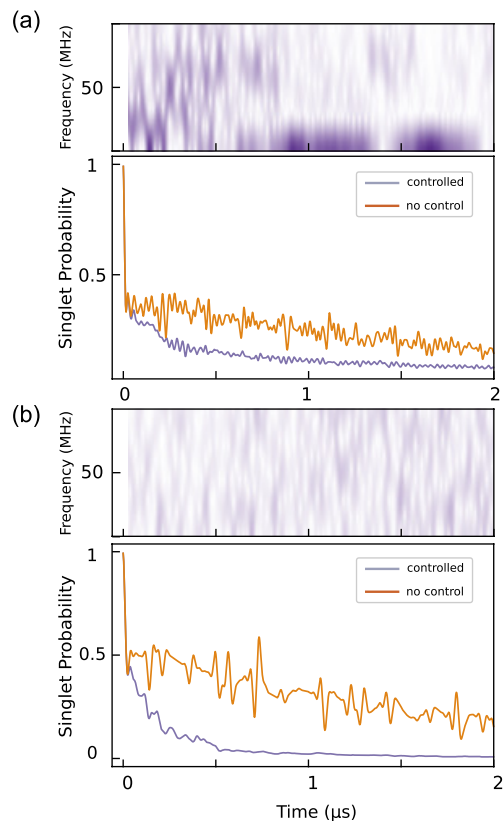 (a)
Frequency (MHz)
50
Singlet Probability
1
0.5
controlled
no control
0
1
2
(b)
Frequency (MHz)
50
Singlet Probability
1
0.5
0
controlled
no control
0
1
2
Time (μs)